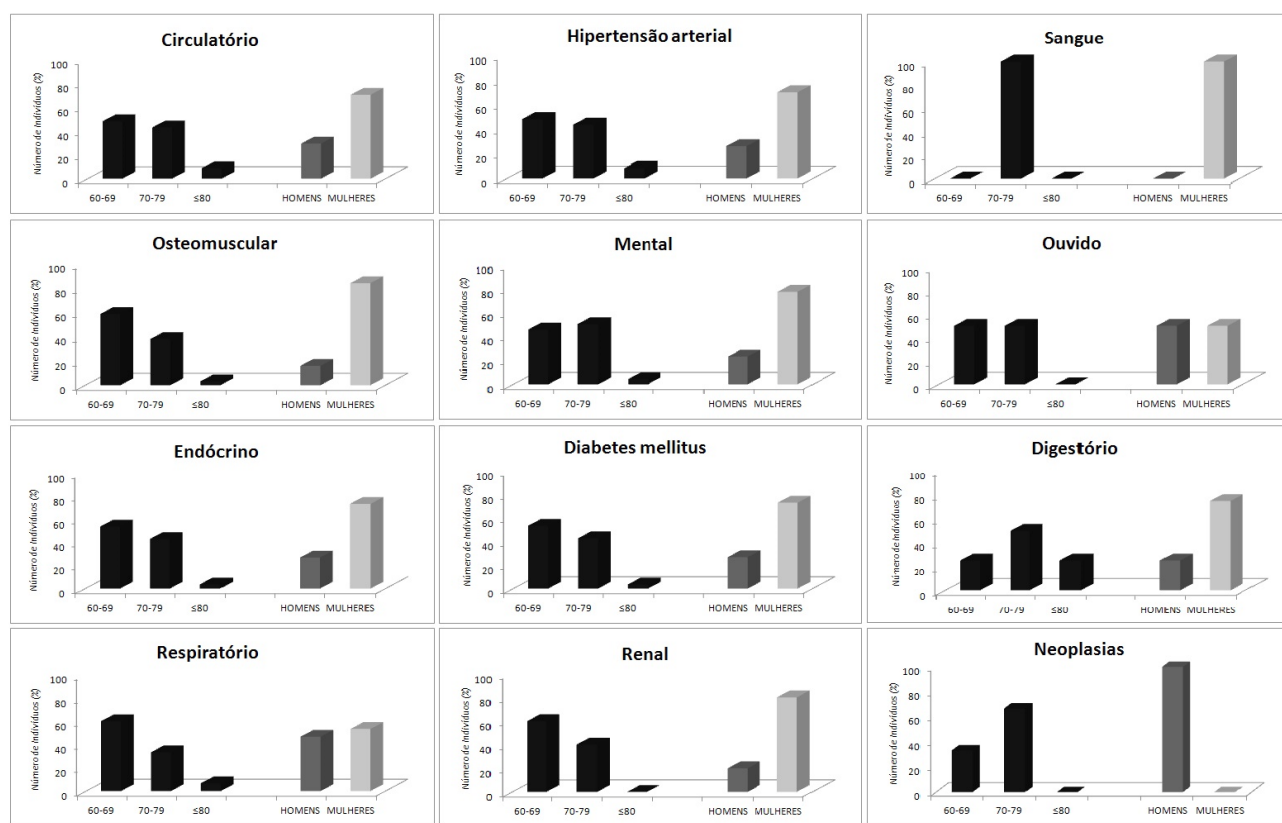 Circulatório
Número de Indivíduos (%)
100
80
60
40
20
0
60-69 70-79 ≤80 HOMENS MULHERES
Hipertensão arterial
Número de Indivíduos (%)
100
80
60
40
20
0
60-69 70-79 ≤80 HOMENS MULHERES
Sangue
Número de Indivíduos (%)
100
80
60
40
20
0
60-69 70-79 ≤80 HOMENS MULHERES
Osteomuscular
Número de Indivíduos (%)
100
80
60
40
20
0
60-69 70-79 ≤80 HOMENS MULHERES
Mental
Número de Indivíduos (%)
100
80
60
40
20
0
60-69 70-79 ≤80 HOMENS MULHERES
Ouvido
Número de Indivíduos (%)
100
80
60
40
20
0
60-69 70-79 ≤80 HOMENS MULHERES
Endócrino
Número de Indivíduos (%)
100
80
60
40
20
0
60-69 70-79 ≤80 HOMENS MULHERES
Diabetes mellitus
Número de Indivíduos (%)
100
80
60
40
20
0
60-69 70-79 ≤80 HOMENS MULHERES
Digestório
Número de Indivíduos (%)
100
80
60
40
20
0
60-69 70-79 ≤80 HOMENS MULHERES
Respiratório
Número de Indivíduos (%)
100
80
60
40
20
0
60-69 70-79 ≤80 HOMENS MULHERES
Renal
Número de Indivíduos (%)
100
80
60
40
20
0
60-69 70-79 ≤80 HOMENS MULHERES
Neoplasias
Número de Indivíduos (%)
100
80
60
40
20
0
60-69 70-79 ≤80 HOMENS MULHERES